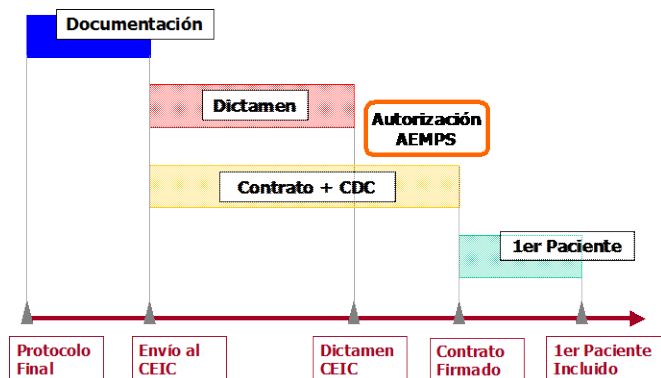 Documentación
Dictamen
Autorización
AEMPS
Contrato + CDC
1er Paciente
Protocolo
Final
Envío al
CEIC
Dictamen
CEIC
Contrato
Firmado
1er Paciente
Incluido